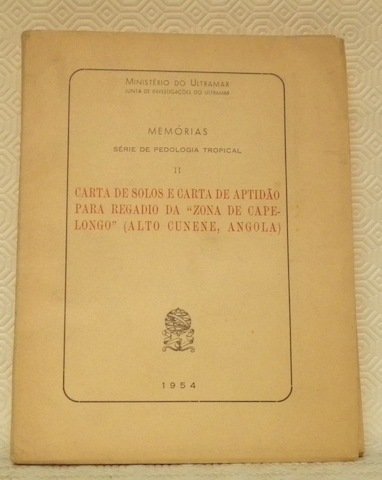 MINISTÉRIO DO ULTRAMAR
JUNTA DE INVESTIGAÇÕES DO ULTRAMAR
MEMÓRIAS
SÉRIE DE PEDOLOGIA TROPICAL
II
CARTA DE SOLOS E CARTA DE APTIDÃO
PARA REGADIO DA “ZONA DE CAPE-
LONGO” (ALTO CUNENE, ANGOLA)
1954